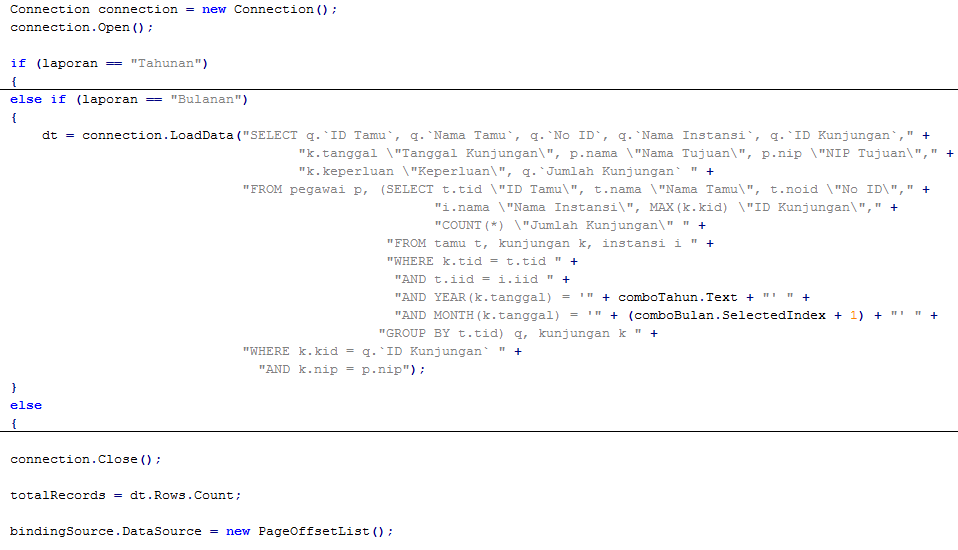 Connection connection = new Connection();
connection.Open();
if (laporan == "Tahunan")
{
else if (laporan == "Bulanan")
{
dt = connection.LoadData("SELECT q.`ID Tamu`, q.`Nama Tamu`, q.`No ID`, q.`Nama Instansi`, q.`ID Kunjungan`," +
"k.tanggal \"Tanggal Kunjungan\", p.nama \"Nama Tujuan\", p.nip \"NIP Tujuan\"," +
"k.keperluan \"Keperluan\", q.`Jumlah Kunjungan` " +
"FROM pegawai p, (SELECT t.tid \"ID Tamu\", t.nama \"Nama Tamu\", t.noid \"No ID\"," +
"i.nama \"Nama Instansi\", MAX(k.kid) \"ID Kunjungan\"," +
"COUNT(*) \"Jumlah Kunjungan\" " +
"FROM tamu t, kunjungan k, instansi i " +
"WHERE k.tid = t.tid " +
"AND t.iid = i.iid " +
"AND YEAR(k.tanggal) = '" + comboTahun.Text + "' " +
"AND MONTH(k.tanggal) = '" + (comboBulan.SelectedIndex + 1) + "' " +
"GROUP BY t.tid) q, kunjungan k " +
"WHERE k.kid = q.`ID Kunjungan` " +
"AND k.nip = p.nip");
}
else
{
connection.Close();
totalRecords = dt.Rows.Count;
bindingSource.DataSource = new PageOffsetList();